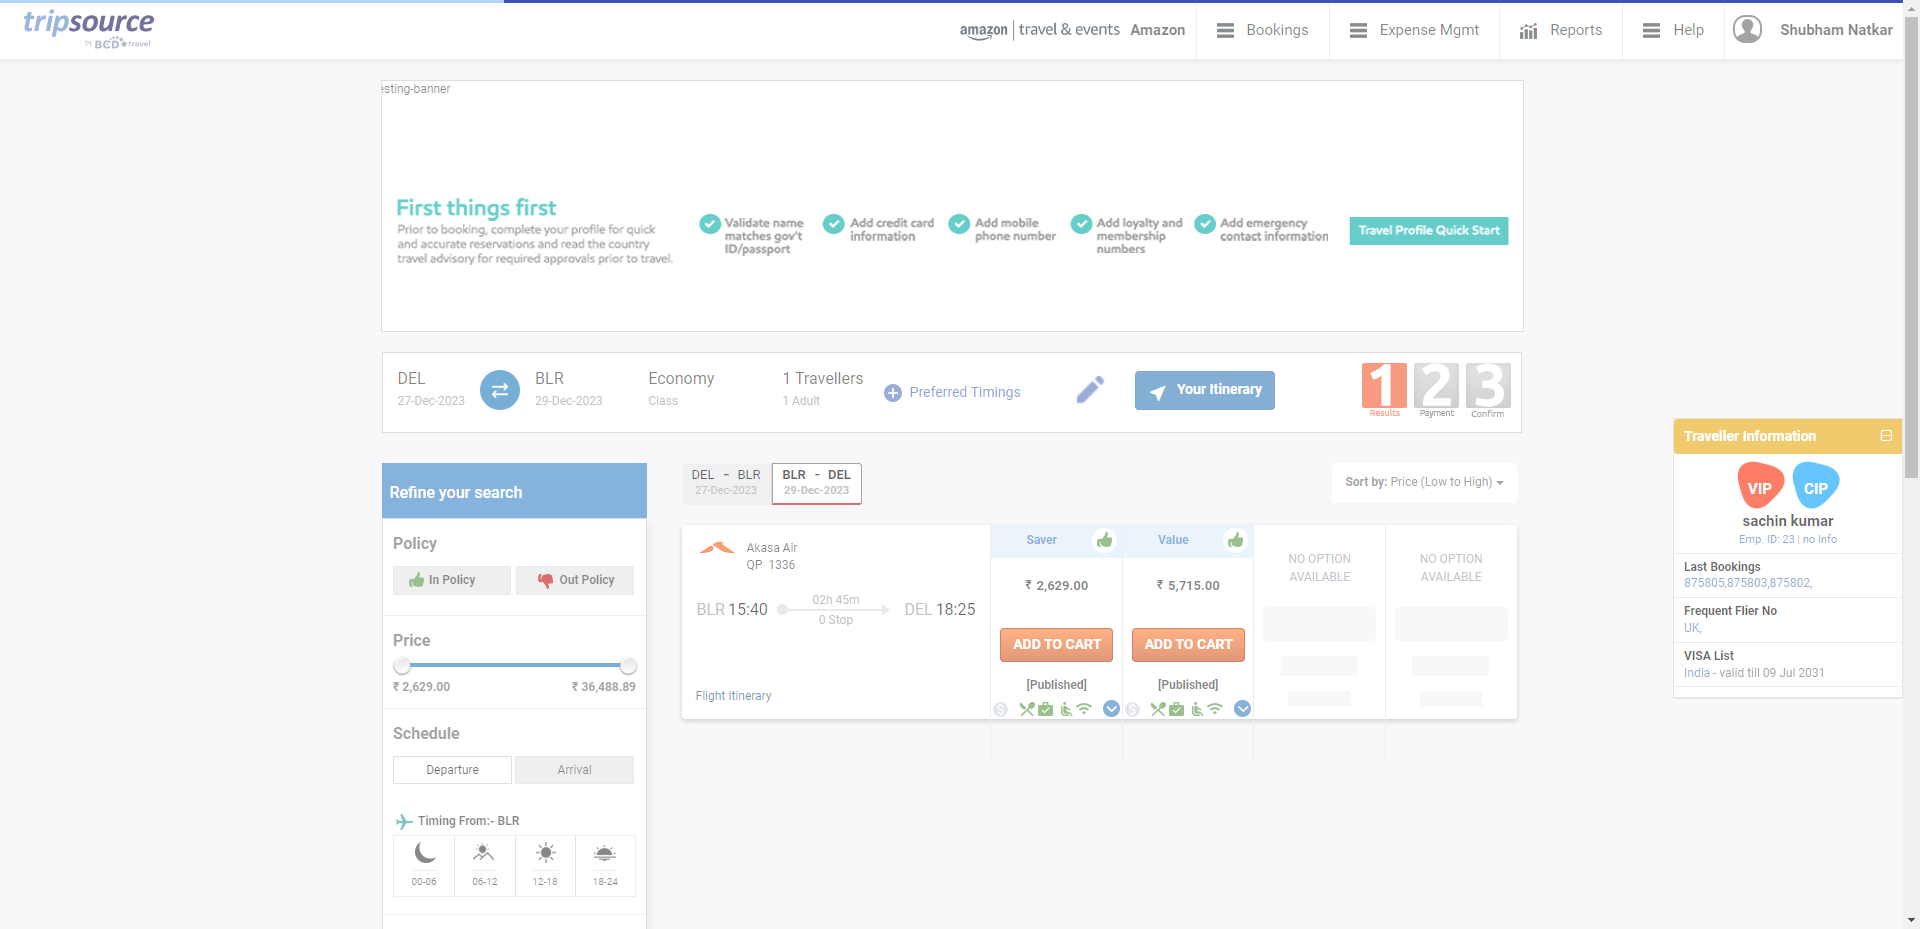 tripsource
by BCD travel
amazon | travel & events Amazon
Bookings
Expense Mgmt
Reports
Help
Shubham Natkar
esting-banner
First things first
Prior to booking, complete your profile for quick
and accurate reservations and read the country
travel advisory for required approvals prior to travel.
Validate name
matches gov't
ID/passport
Add credit card
information
Add mobile
phone number
Add loyalty and
membership
numbers
Add emergency
contact information
Travel Profile Quick Start
DEL
27-Dec-2023
BLR
29-Dec-2023
Economy
Class
1 Travellers
1 Adult
Preferred Timings
Your Itinerary
1
Results
2
Payment
3
Confirm
Traveller Information
VIP
CIP
sachin kumar
Emp. ID: 23 | no Info
Last Bookings
875805,875803,875802,
Frequent Flier No
UK,
VISA List
India - valid till 09 Jul 2031
Refine your search
Policy
In Policy
Out Policy
Price
₹ 2,629.00
₹ 36,488.89
Schedule
Departure
Arrival
Timing From:- BLR
00-06
06-12
12-18
18-24
DEL - BLR
27-Dec-2023
BLR - DEL
29-Dec-2023
Sort by: Price (Low to High)
Akasa Air
QP 1336
BLR 15:40
02h 45m
0 Stop
DEL 18:25
Flight Itinerary
Saver
₹ 2,629.00
ADD TO CART
[Published]
Value
₹ 5,715.00
ADD TO CART
[Published]
NO OPTION
AVAILABLE
NO OPTION
AVAILABLE